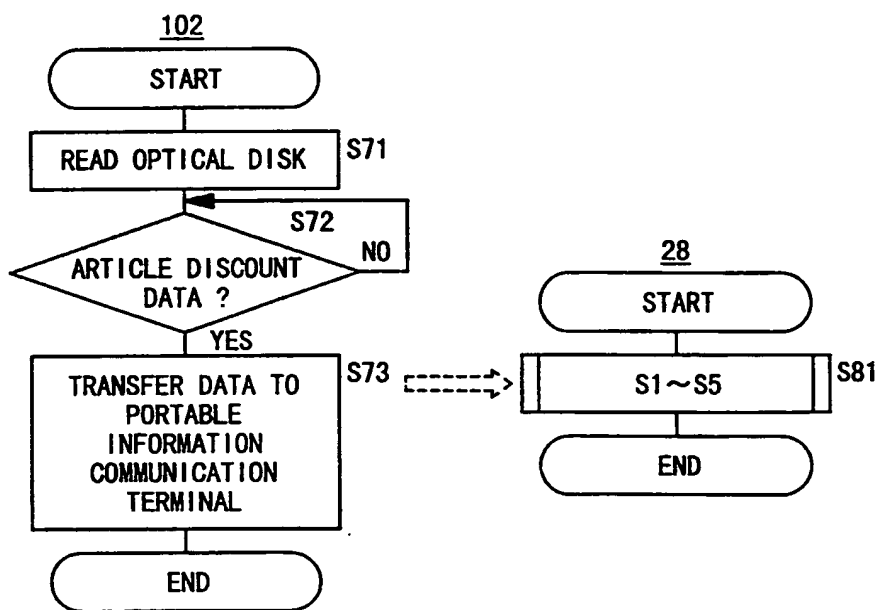 102
START
READ OPTICAL DISK
S71
S72
ARTICLE DISCOUNT
DATA ?
NO
YES
S73
TRANSFER DATA TO
PORTABLE
INFORMATION
COMMUNICATION
TERMINAL
END
28
START
S1～S5
S81
END